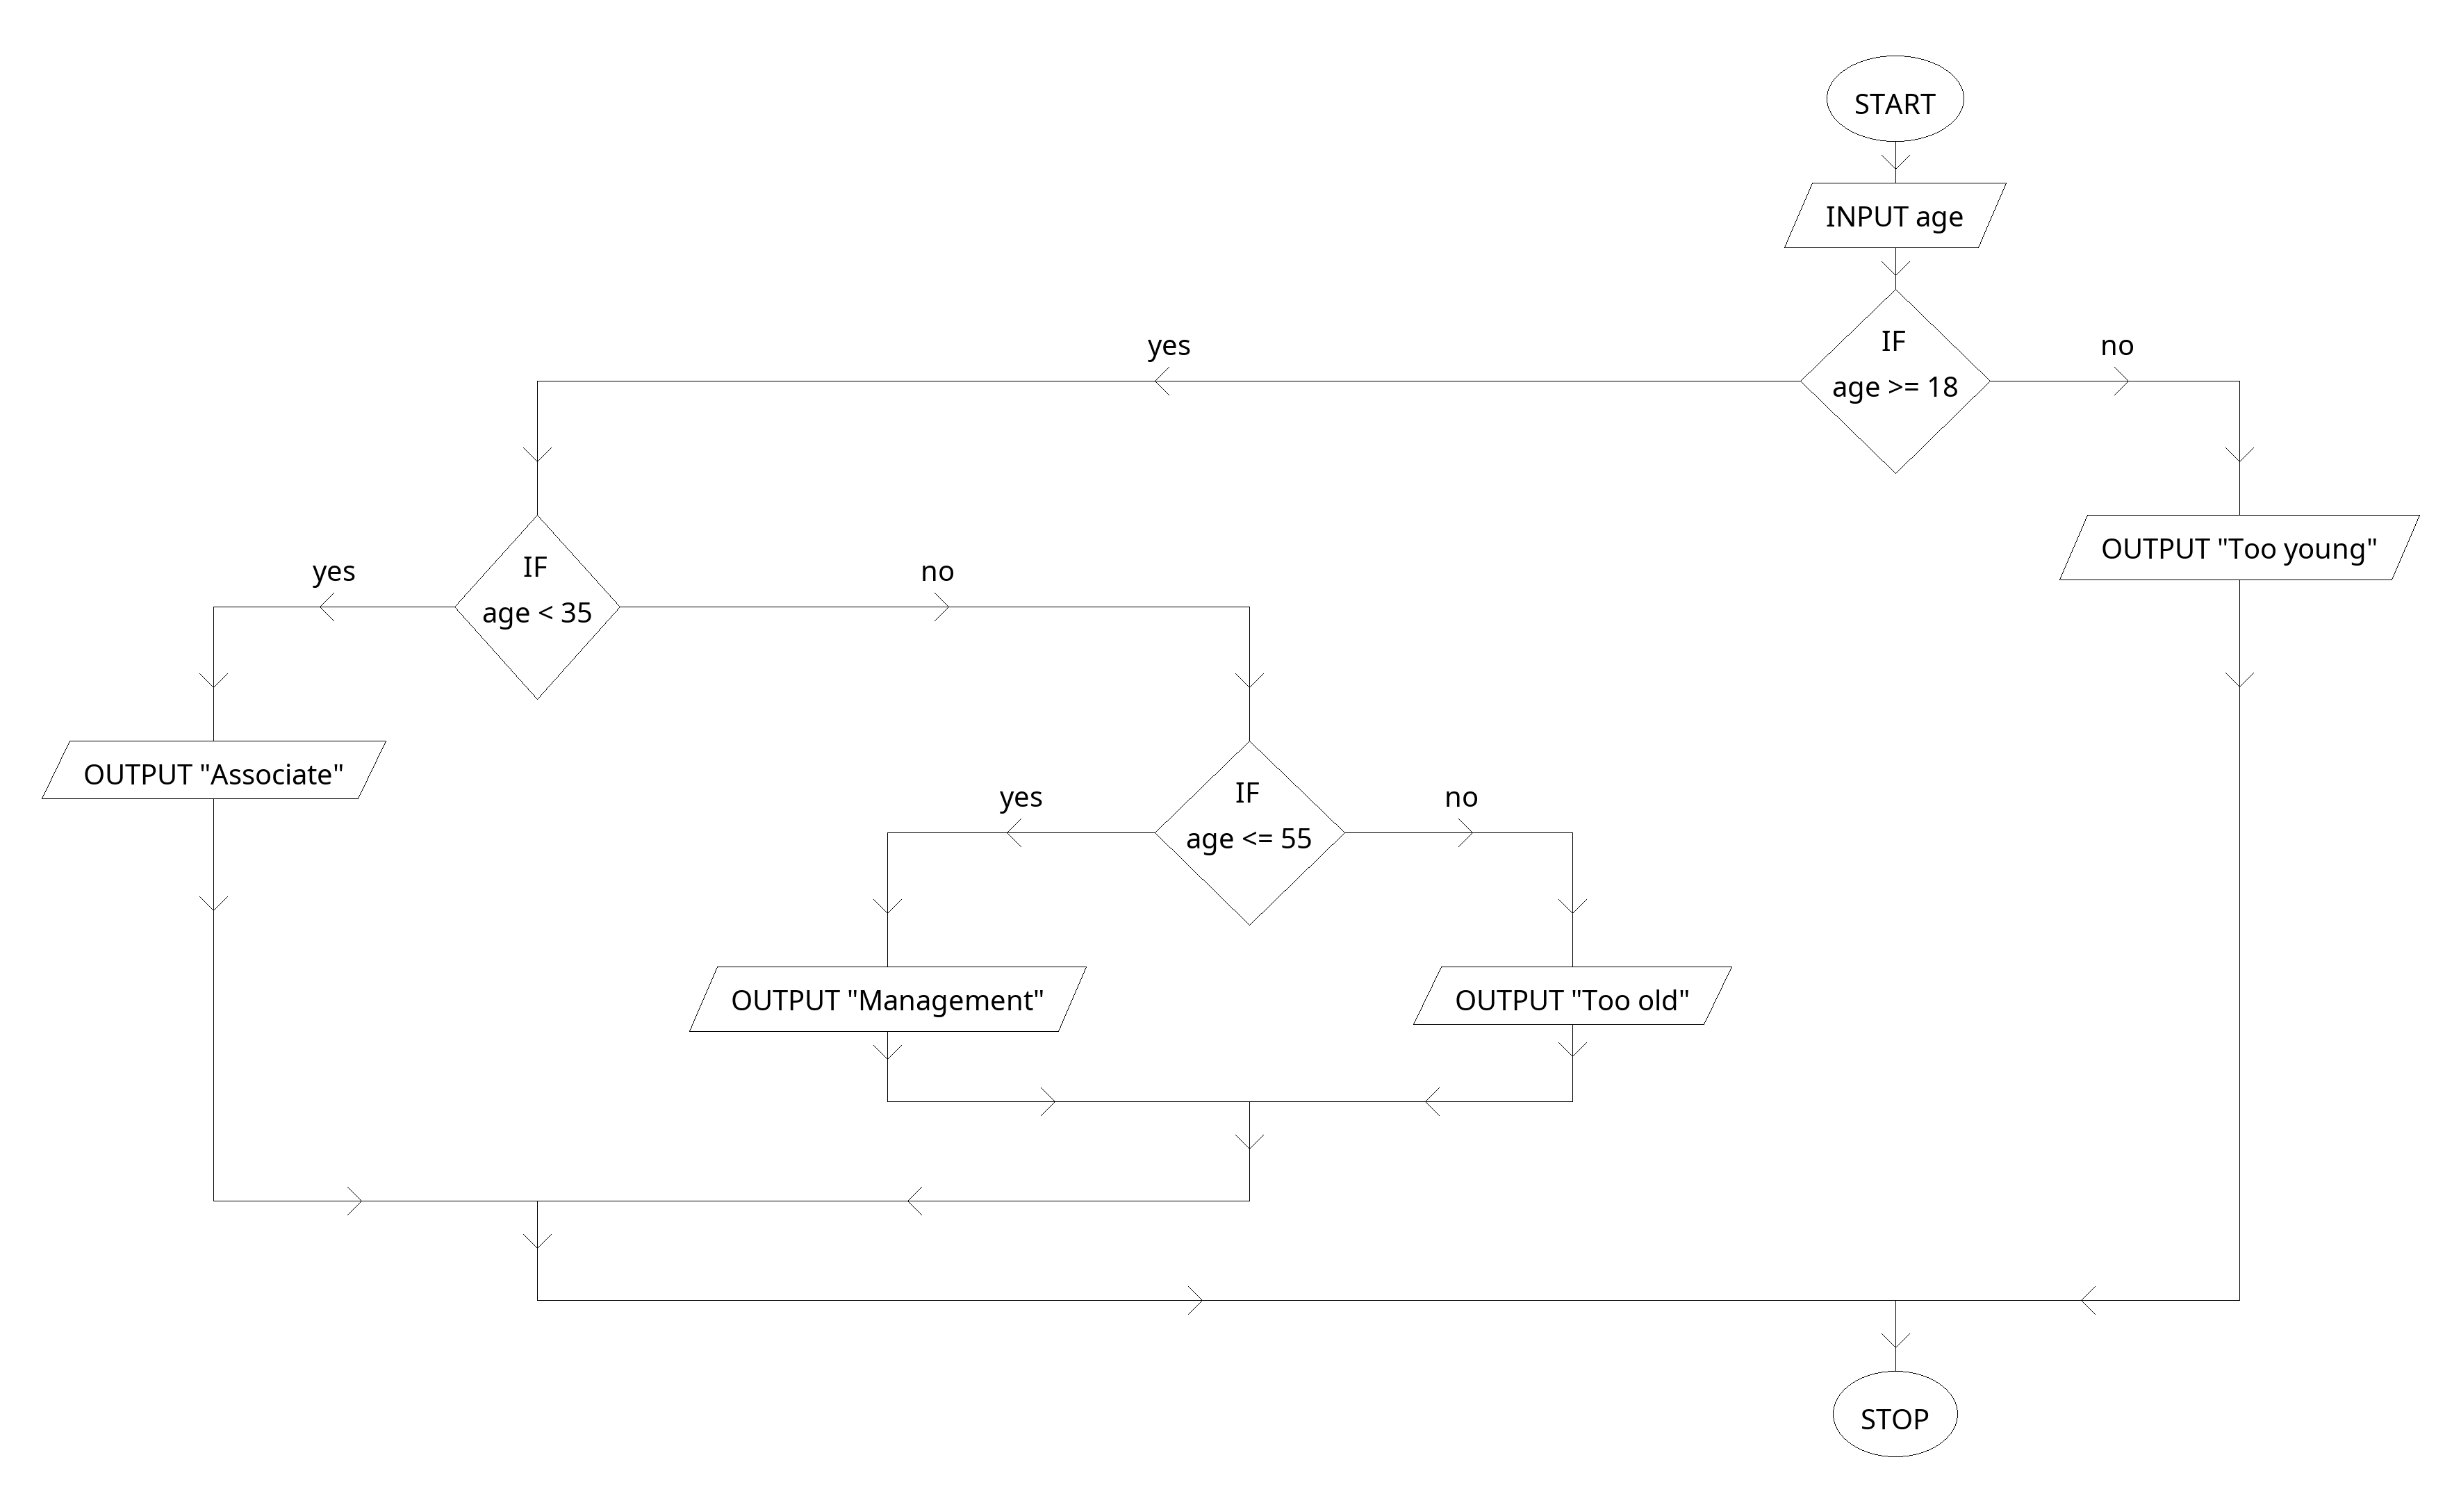 START
INPUT age
IF
age >= 18
yes
no
IF
age < 35
yes
no
OUTPUT "Too young"
OUTPUT "Associate"
IF
age <= 55
yes
no
OUTPUT "Management"
OUTPUT "Too old"
STOP